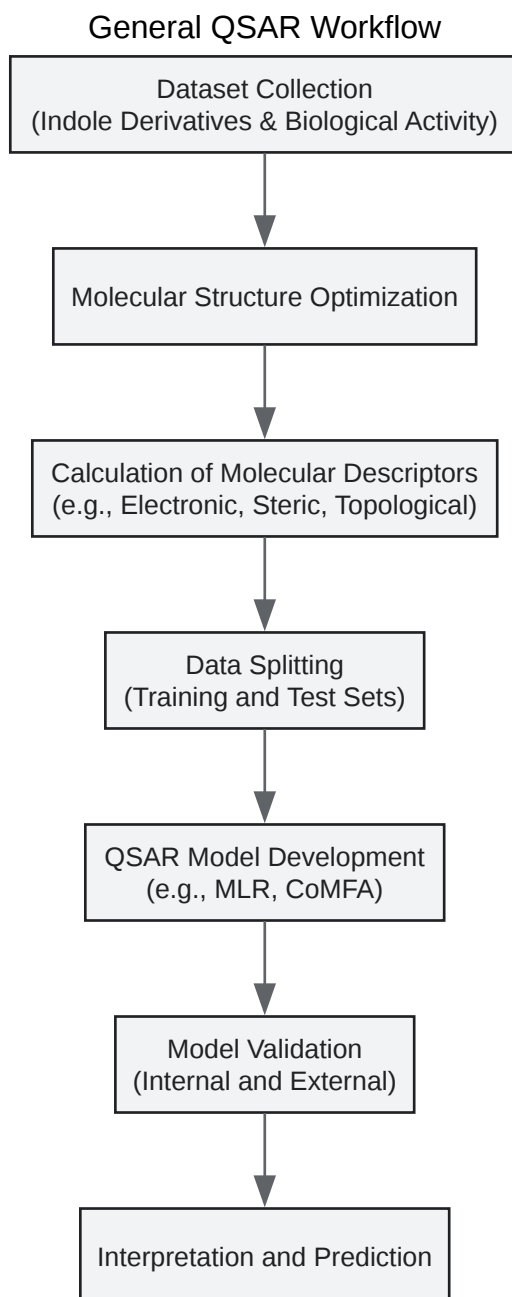 General QSAR Workflow
Dataset Collection
(Indole Derivatives & Biological Activity)
Molecular Structure Optimization
Calculation of Molecular Descriptors
(e.g., Electronic, Steric, Topological)
Data Splitting
(Training and Test Sets)
QSAR Model Development
(e.g., MLR, CoMFA)
Model Validation
(Internal and External)
Interpretation and Prediction